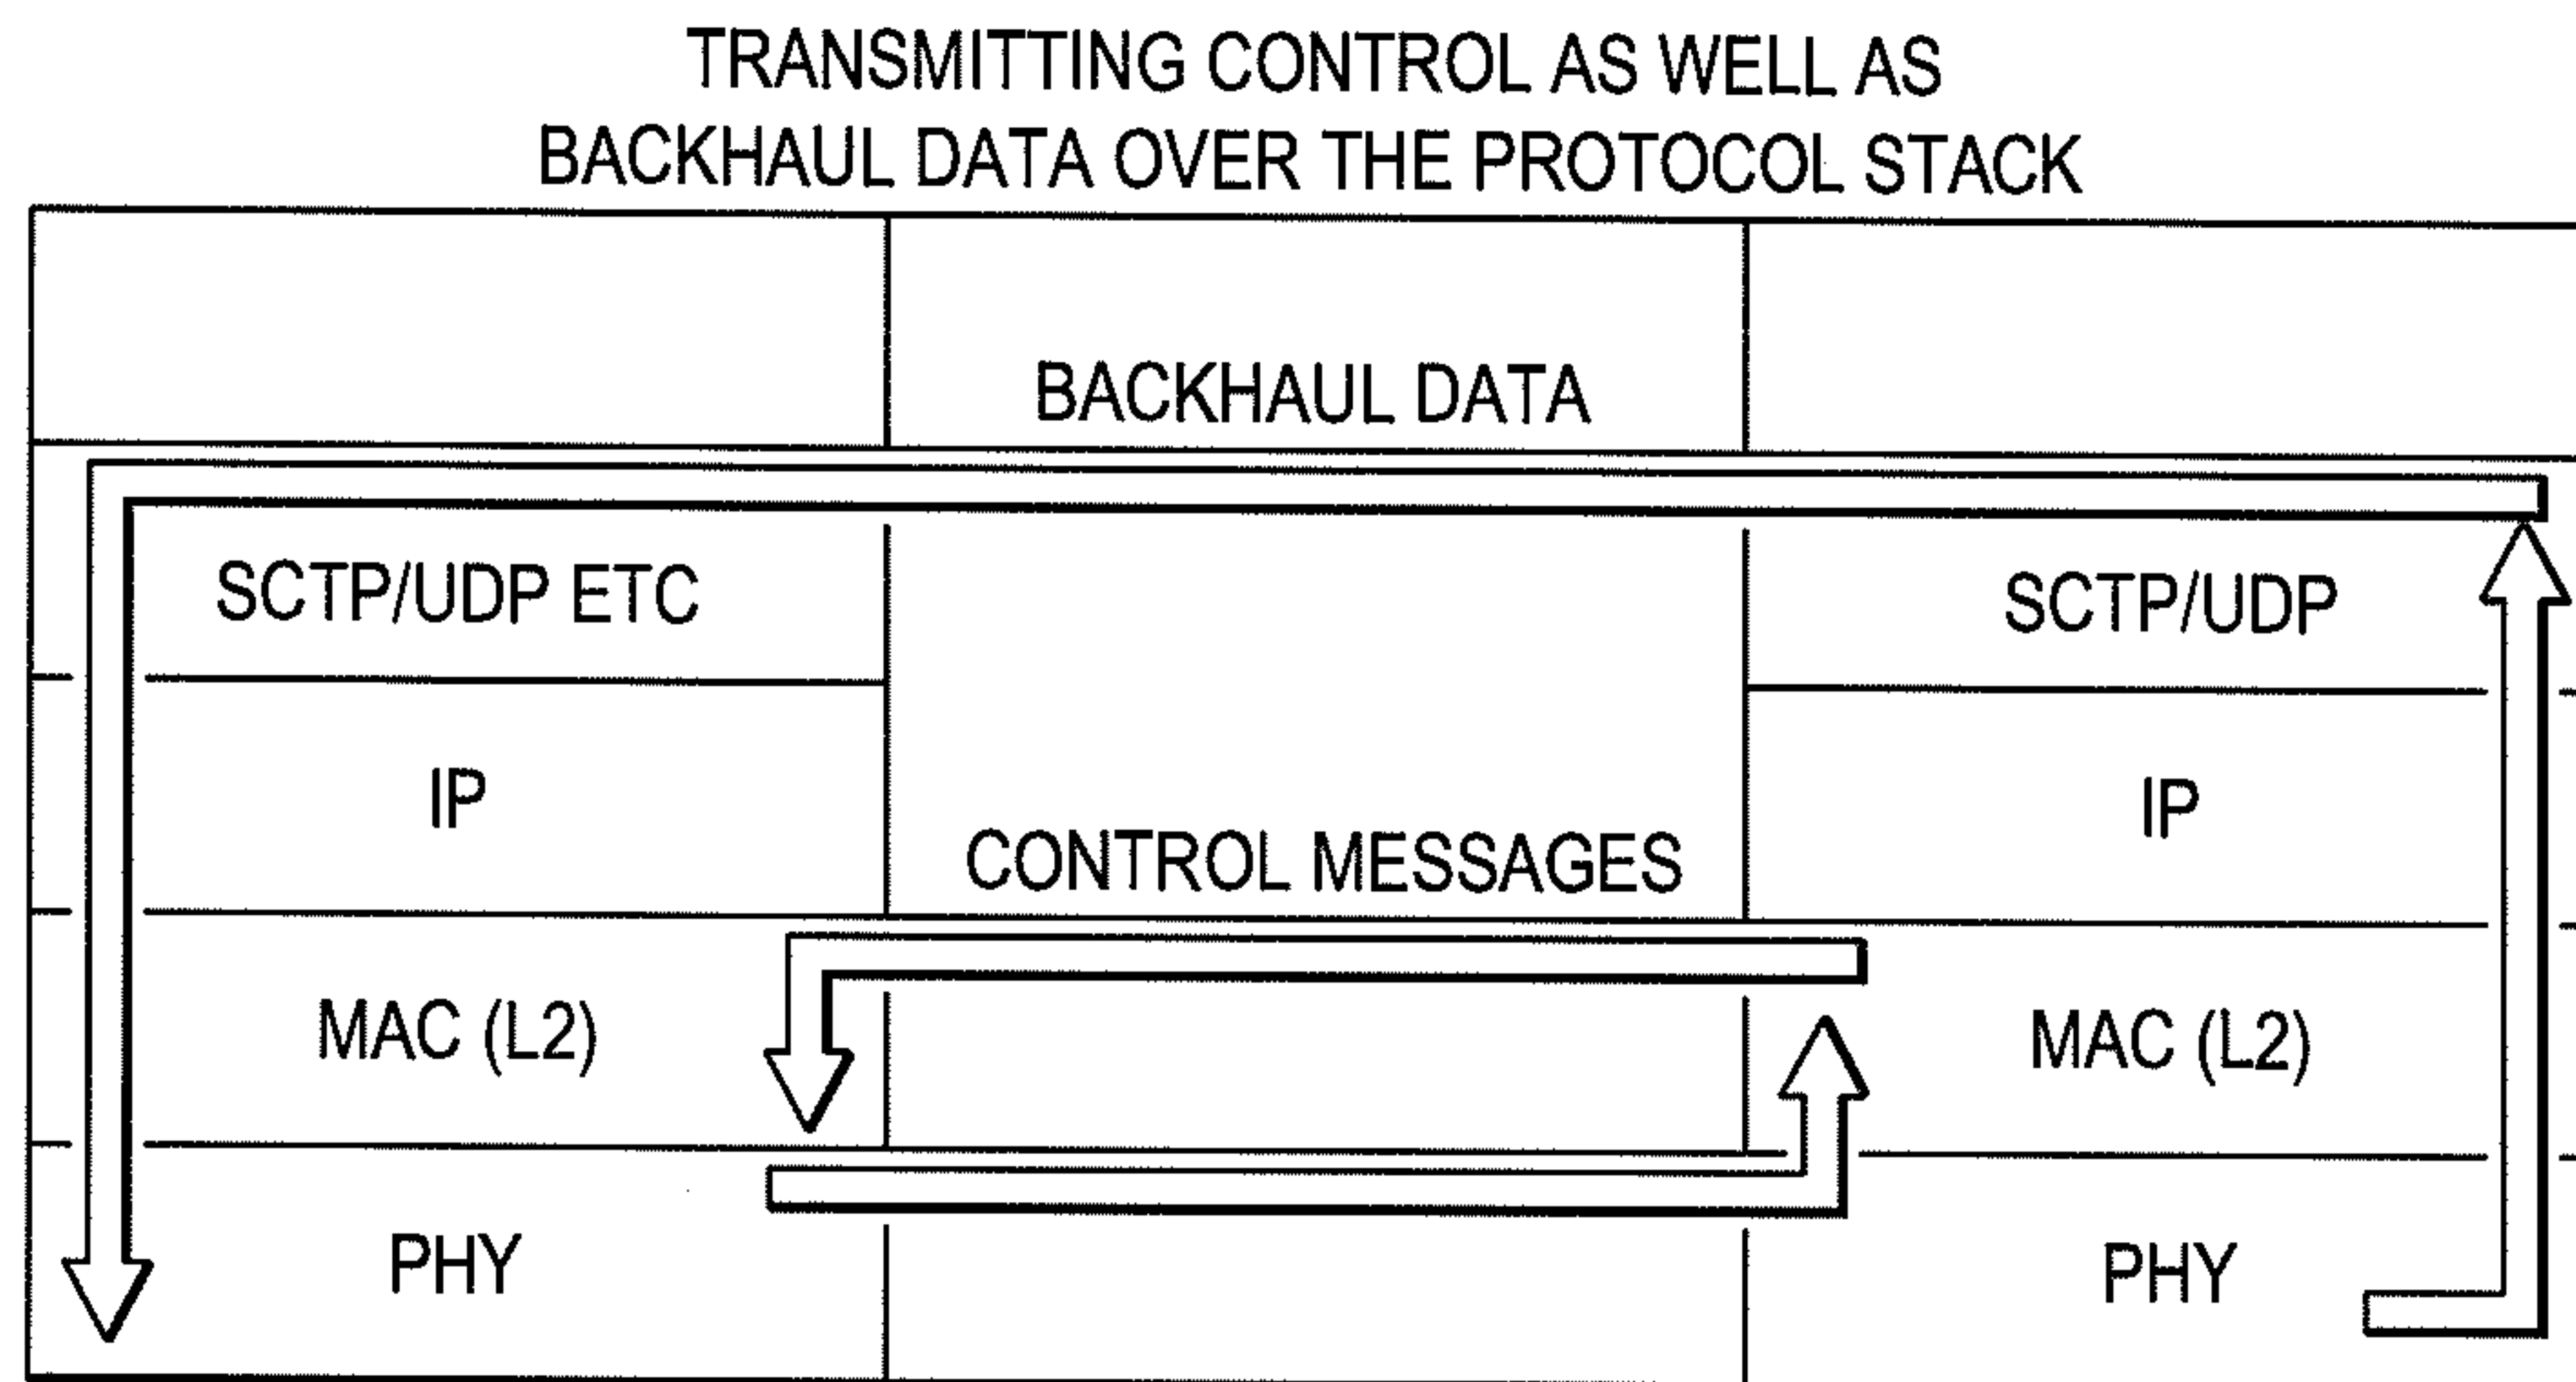 TRANSMITTING CONTROL AS WELL AS
BACKHAUL DATA OVER THE PROTOCOL STACK
BACKHAUL DATA
SCTP/UDP ETC
SCTP/UDP
IP
IP
CONTROL MESSAGES
MAC (L2)
MAC (L2)
PHY
PHY